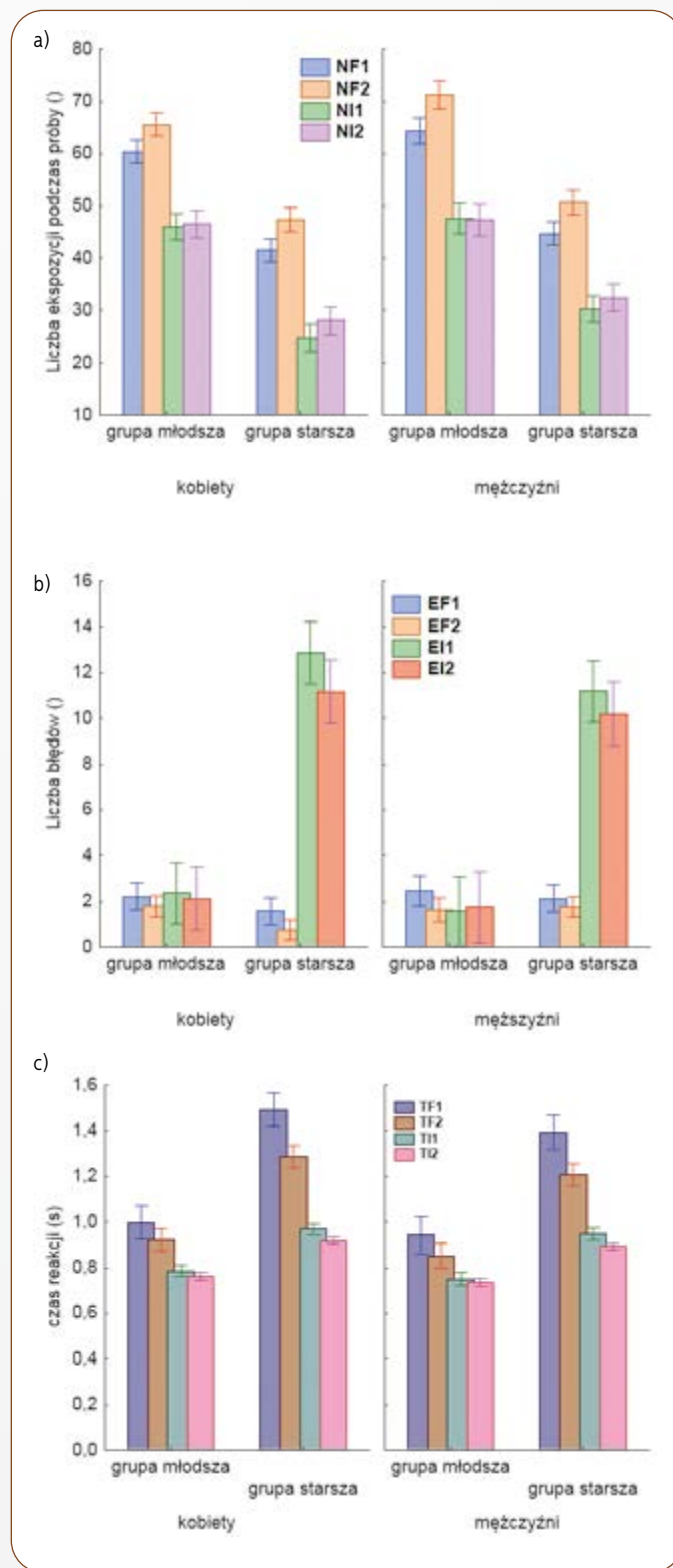 a)
Liczba ekspozycji podczas próby ()
80
70
60
50
40
30
20
10
NF1
NF2
NI1
NI2
grupa młodsza grupa starsza grupa młodsza grupa starsza
kobiety mężczyźni
b)
Liczba błędów ()
16
14
12
10
8
6
4
2
0
EF1
EF2
EI1
EI2
grupa młodsza grupa starsza grupa młodsza grupa starsza
kobiety męższyźni
c)
czas reakcji (s)
1,6
1,4
1,2
1,0
0,8
0,6
0,4
0,2
0,0
TF1
TF2
TI1
TI2
grupa młodsza grupa młodsza
grupa starsza grupa starsza
kobiety mężczyźni